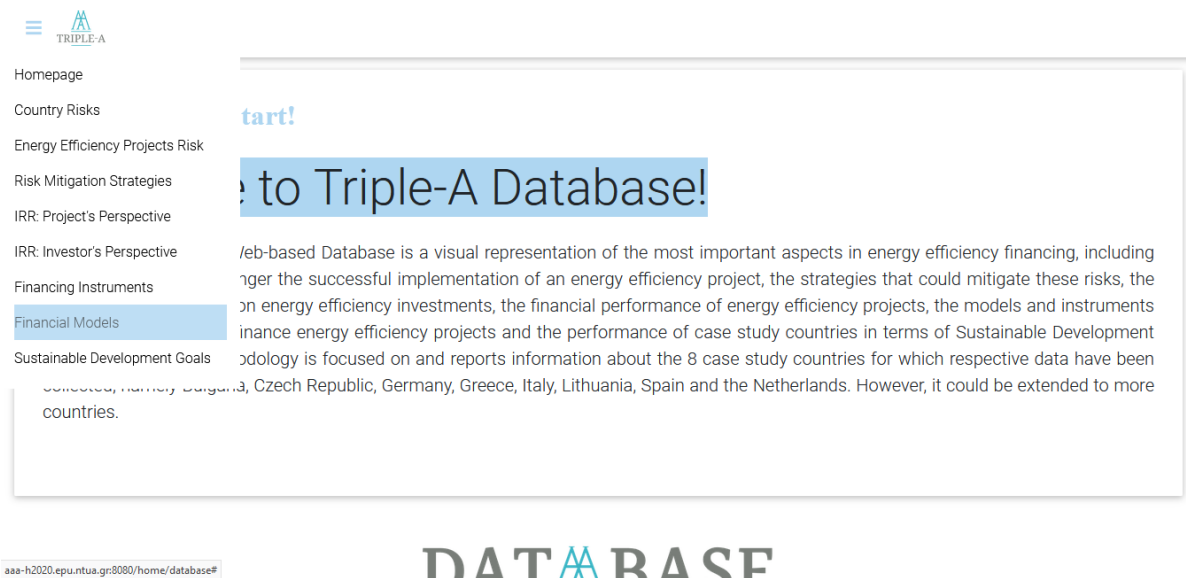 TRIPLE-A
Homepage
Country Risks
Energy Efficiency Projects Risk
Risk Mitigation Strategies
IRR: Project's Perspective
IRR: Investor's Perspective
Financing Instruments
Financial Models
Sustainable Development Goals
tart!
to Triple-A Database!
Web-based Database is a visual representation of the most important aspects in energy efficiency financing, including
nger the successful implementation of an energy efficiency project, the strategies that could mitigate these risks, the
on energy efficiency investments, the financial performance of energy efficiency projects, the models and instruments
inance energy efficiency projects and the performance of case study countries in terms of Sustainable Development
odology is focused on and reports information about the 8 case study countries for which respective data have been
collected, namely Bulgaria, Czech Republic, Germany, Greece, Italy, Lithuania, Spain and the Netherlands. However, it could be extended to more
countries.
DATABASE
aaa-h2020.epu.ntua.gr:8080/home/database#